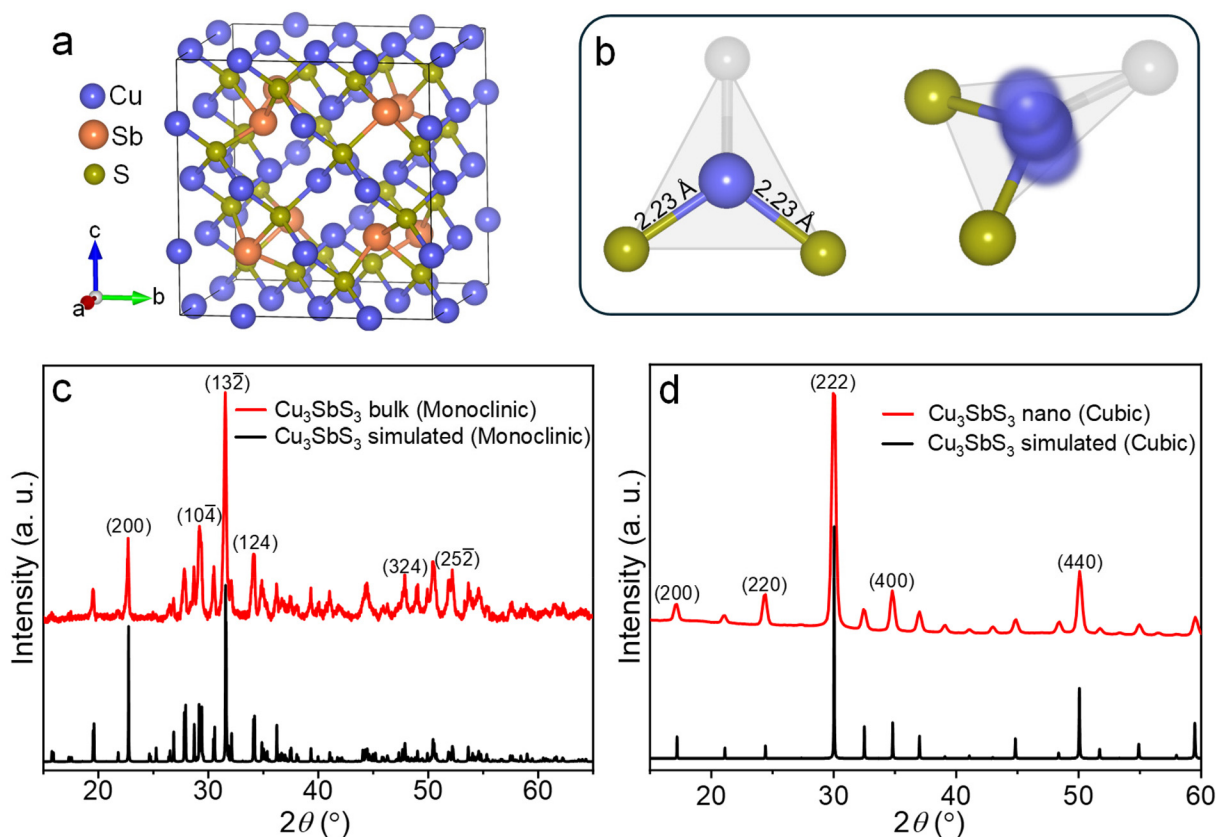 a
Cu
Sb
S
c
a
b
b
2.23 Å
2.23 Å
c
(132̅)
Cu₃SbS₃ bulk (Monoclinic)
Cu₃SbS₃ simulated (Monoclinic)
(200)
(104̅)
(124)
(324)
(252̅)
Intensity (a. u.)
20 30 40 50 60
2θ (°)
d
(222)
Cu₃SbS₃ nano (Cubic)
Cu₃SbS₃ simulated (Cubic)
(200)
(220)
(400)
(440)
Intensity (a. u.)
20 30 40 50 60
2θ (°)